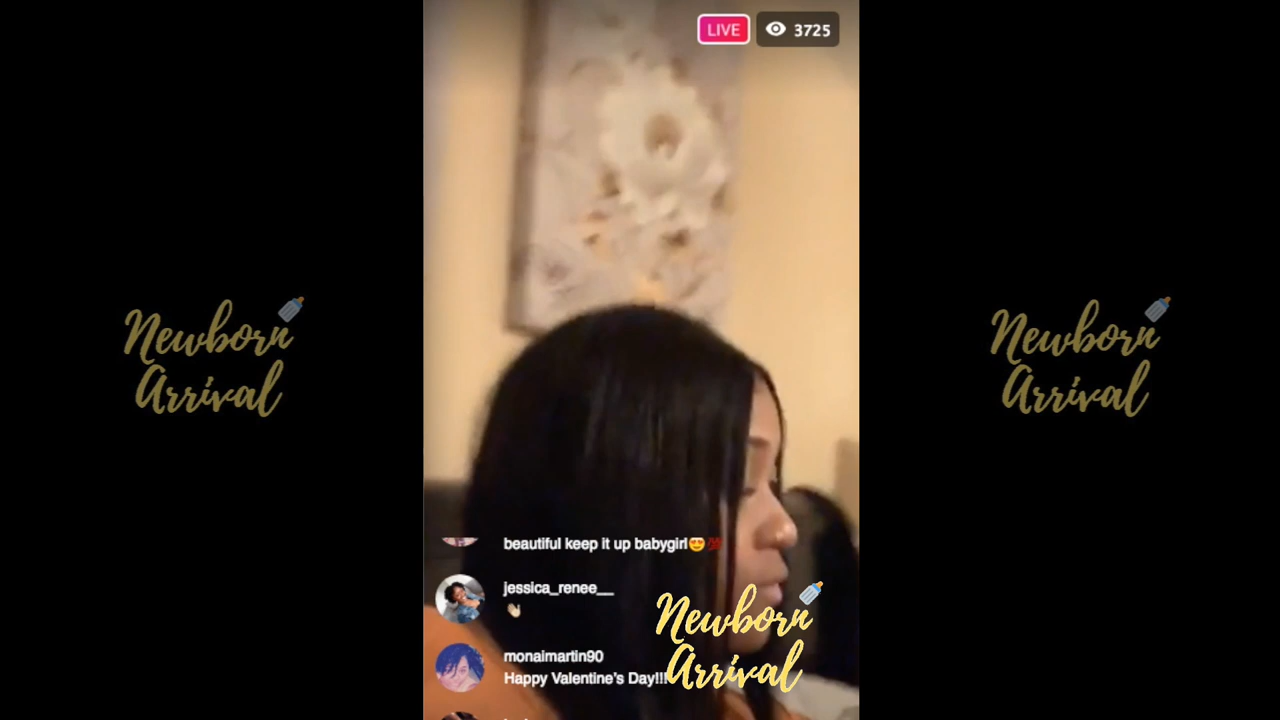 LIVE 3725
Newborn
Arrival
Newborn
Arrival
beautiful keep it up babygirl😍💯
jessica_renee__
👋🏼
monaimartin90
Happy Valentine's Day!!!
Newborn
Arrival